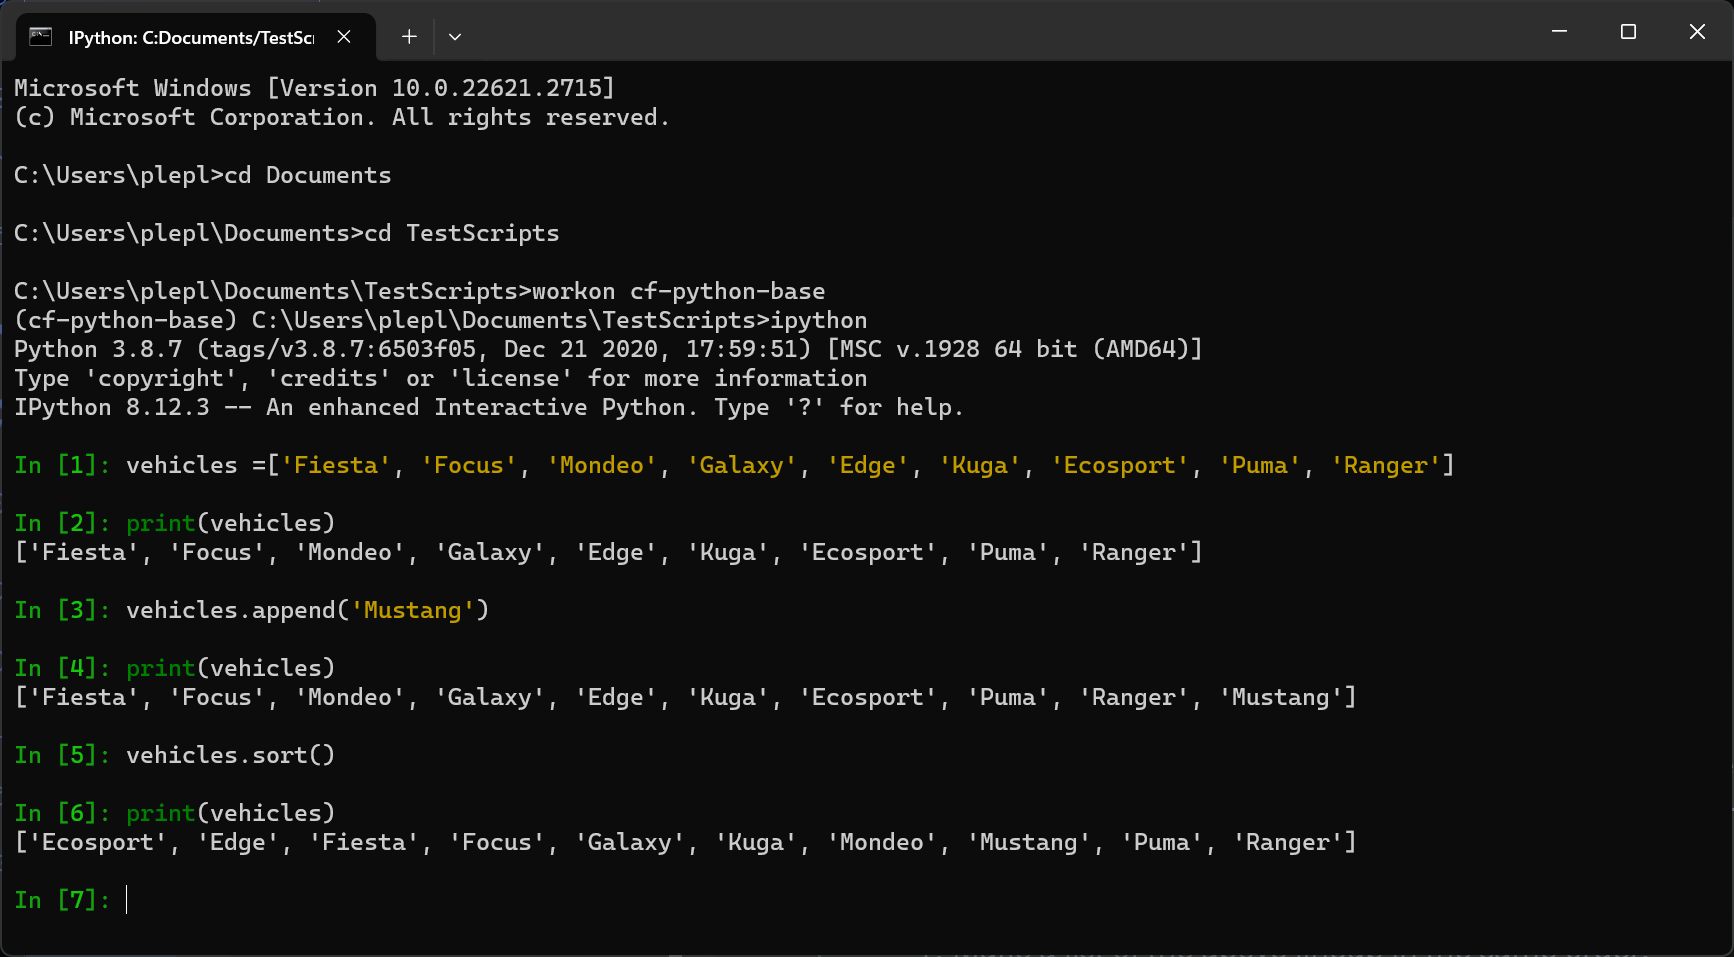 IPython: C:Documents/TestScr
Microsoft Windows [Version 10.0.22621.2715]
(c) Microsoft Corporation. All rights reserved.
C:\Users\plepl>cd Documents
C:\Users\plepl\Documents>cd TestScripts
C:\Users\plepl\Documents\TestScripts>workon cf-python-base
(cf-python-base) C:\Users\plepl\Documents\TestScripts>ipython
Python 3.8.7 (tags/v3.8.7:6503f05, Dec 21 2020, 17:59:51) [MSC v.1928 64 bit (AMD64)]
Type 'copyright', 'credits' or 'license' for more information
IPython 8.12.3 -- An enhanced Interactive Python. Type '?' for help.
In [1]: vehicles =['Fiesta', 'Focus', 'Mondeo', 'Galaxy', 'Edge', 'Kuga', 'Ecosport', 'Puma', 'Ranger']
In [2]: print(vehicles)
['Fiesta', 'Focus', 'Mondeo', 'Galaxy', 'Edge', 'Kuga', 'Ecosport', 'Puma', 'Ranger']
In [3]: vehicles.append('Mustang')
In [4]: print(vehicles)
['Fiesta', 'Focus', 'Mondeo', 'Galaxy', 'Edge', 'Kuga', 'Ecosport', 'Puma', 'Ranger', 'Mustang']
In [5]: vehicles.sort()
In [6]: print(vehicles)
['Ecosport', 'Edge', 'Fiesta', 'Focus', 'Galaxy', 'Kuga', 'Mondeo', 'Mustang', 'Puma', 'Ranger']
In [7]: